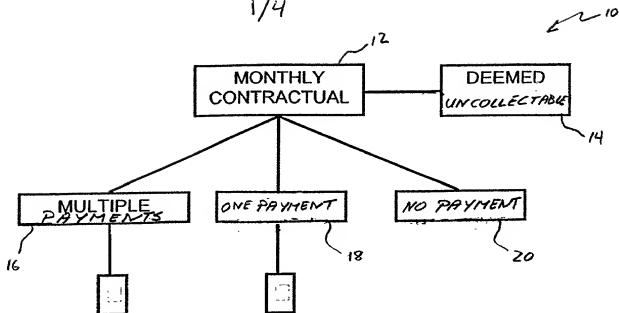 1/4
10
12
MONTHLY
CONTRACTUAL
DEEMED
UNCOLLECTABLE
14
MULTIPLE
PAYMENTS
ONE PAYMENT
NO PAYMENT
16
18
20